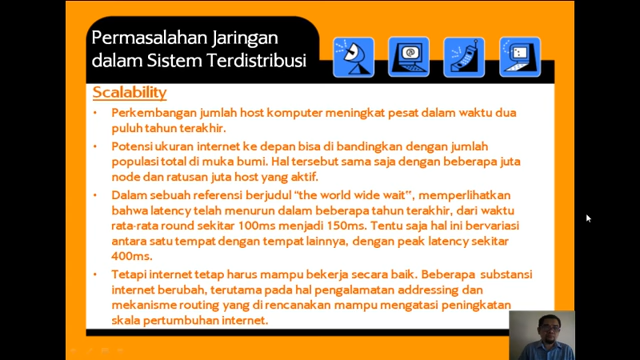 Permasalahan Jaringan
dalam Sistem Terdistribusi
Scalability
• Perkembangan jumlah host komputer meningkat pesat dalam waktu dua
puluh tahun terakhir.
• Potensi ukuran internet ke depan bisa di bandingkan dengan jumlah
populasi total di muka bumi. Hal tersebut sama saja dengan beberapa juta
node dan ratusan juta host yang aktif.
• Dalam sebuah referensi berjudul “the world wide wait”, memperlihatkan
bahwa latency telah menurun dalam beberapa tahun terakhir, dari waktu
rata-rata round sekitar 100ms menjadi 150ms. Tentu saja hal ini bervariasi
antara satu tempat dengan tempat lainnya, dengan peak latency sekitar
400ms.
• Tetapi internet tetap harus mampu bekerja secara baik. Beberapa substansi
internet berubah, terutama pada hal pengalamatan addressing dan
mekanisme routing yang di rencanakan mampu mengatasi peningkatan
skala pertumbuhan internet.